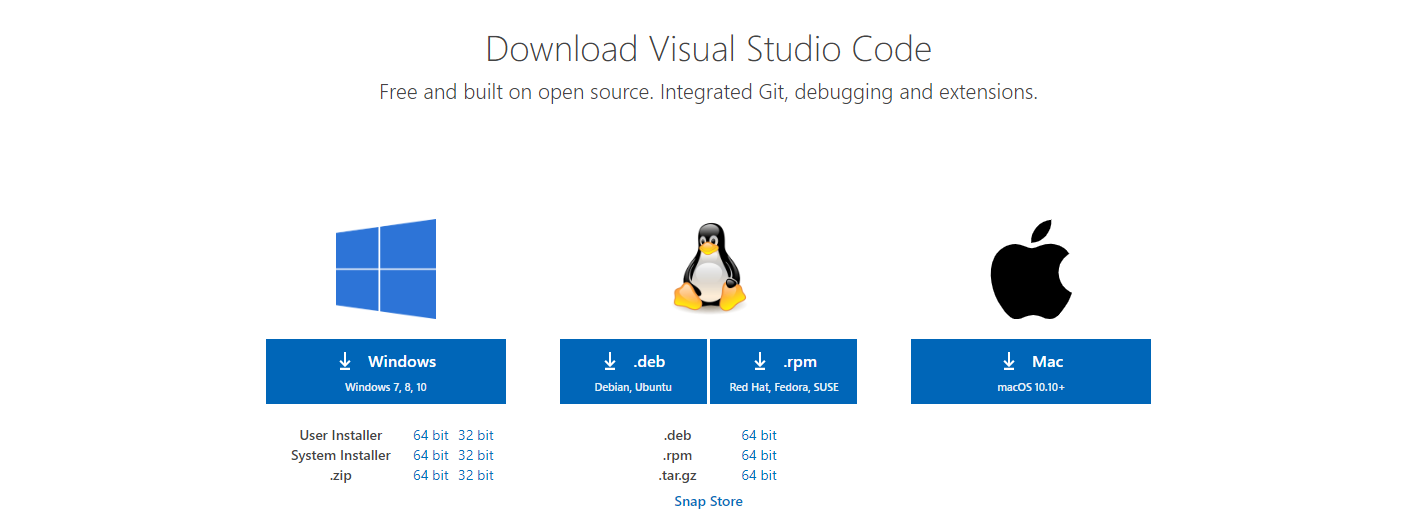 Download Visual Studio Code
Free and built on open source. Integrated Git, debugging and extensions.
Windows
Windows 7, 8, 10
User Installer 64 bit 32 bit
System Installer 64 bit 32 bit
.zip 64 bit 32 bit
.deb
Debian, Ubuntu
.rpm
Red Hat, Fedora, SUSE
.deb 64 bit
.rpm 64 bit
.tar.gz 64 bit
Snap Store
Mac
macOS 10.10+